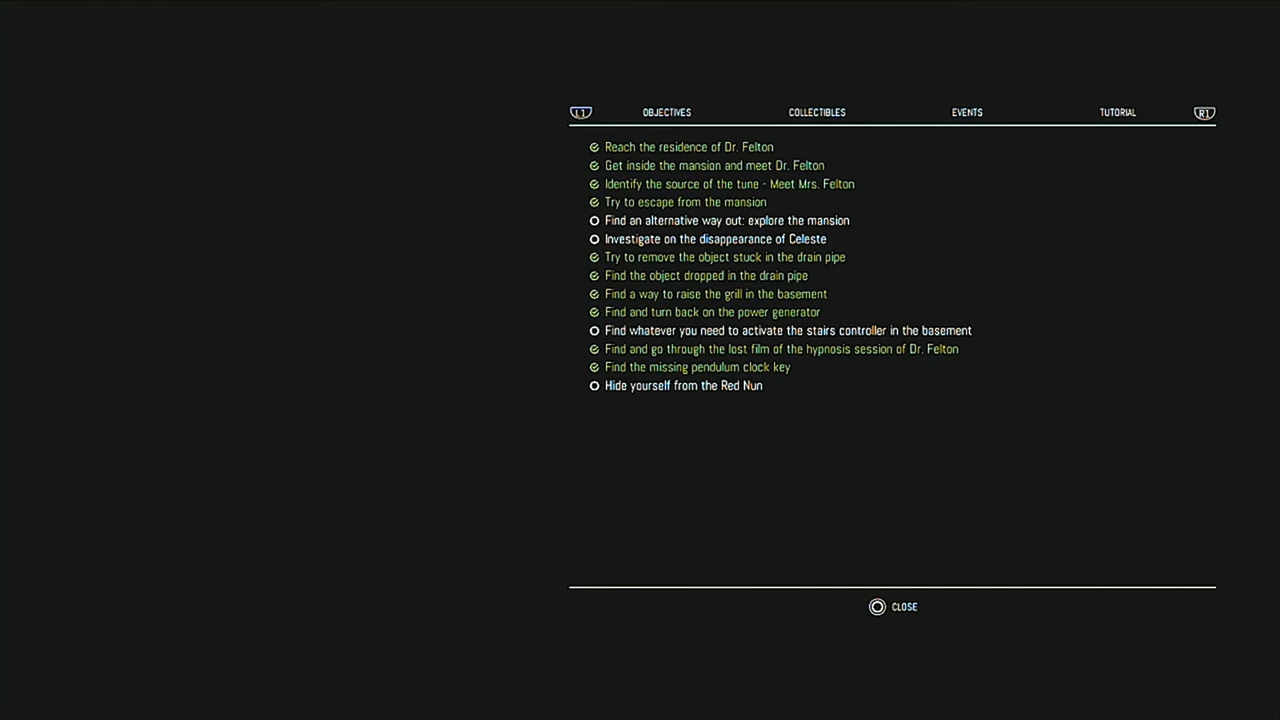 L1 OBJECTIVES COLLECTIBLES EVENTS TUTORIAL R1
Reach the residence of Dr. Felton
Get inside the mansion and meet Dr. Felton
Identify the source of the tune - Meet Mrs. Felton
Try to escape from the mansion
Find an alternative way out: explore the mansion
Investigate on the disappearance of Celeste
Try to remove the object stuck in the drain pipe
Find the object dropped in the drain pipe
Find a way to raise the grill in the basement
Find and turn back on the power generator
Find whatever you need to activate the stairs controller in the basement
Find and go through the lost film of the hypnosis session of Dr. Felton
Find the missing pendulum clock key
Hide yourself from the Red Nun
CLOSE